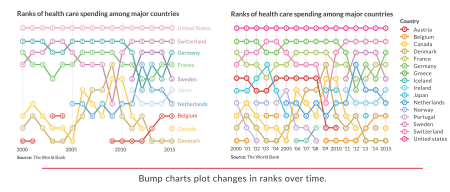 Ranks of health care spending among major countries
Ranks of health care spending among major countries
United States
Switzerland
Germany
France
Sweden
Japan
Netherlands
Belgium
Canada
Denmark
2000
2005
2010
2015
Source: The World Bank
Country
Austria
Belgium
Canada
Denmark
France
Germany
Greece
Iceland
Ireland
Japan
Netherlands
Norway
Portugal
Sweden
Switzerland
United states
2000 '01 '02 '03 '04 2005 '06 '07 '08 2009 2010 '11 '12 '13 '14 2015
Source: The World Bank
Bump charts plot changes in ranks over time.